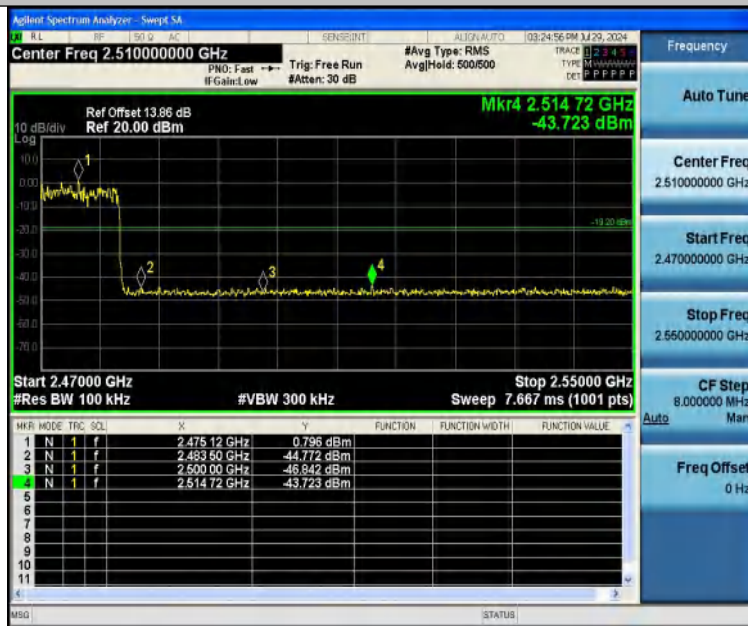 Agilent Spectrum Analyzer - Swept SA
RL RF 50 Ω AC SENSE:INT ALIGN AUTO 03:24:56 PM Jul 29, 2024
Center Freq 2.510000000 GHz
PNO: Fast
IFGain:Low
Trig: Free Run
#Atten: 30 dB
#Avg Type: RMS
Avg|Hold: 500/500
TRACE 1 2 3 4 5
TYPE M
DET P P P P P P
Mkr4 2.514 72 GHz
-43.723 dBm
Ref Offset 13.86 dB
10 dB/div Ref 20.00 dBm
Log
10.0
0.00
-10.0
-20.0
-30.0
-40.0
-50.0
-60.0
-70.0
1
2
3
4
-19.20 dBm
Start 2.47000 GHz
Stop 2.55000 GHz
#Res BW 100 kHz
#VBW 300 kHz
Sweep 7.667 ms (1001 pts)
MKR MODE TRC SCL X Y FUNCTION FUNCTION WIDTH FUNCTION VALUE
1 N 1 f 2.475 12 GHz 0.796 dBm
2 N 1 f 2.483 50 GHz -44.772 dBm
3 N 1 f 2.500 00 GHz -46.842 dBm
4 N 1 f 2.514 72 GHz -43.723 dBm
5
6
7
8
9
10
11
MSG
STATUS
Frequency
Auto Tune
Center Freq
2.510000000 GHz
Start Freq
2.470000000 GHz
Stop Freq
2.550000000 GHz
CF Step
8.000000 MHz
Auto Man
Freq Offset
0 Hz